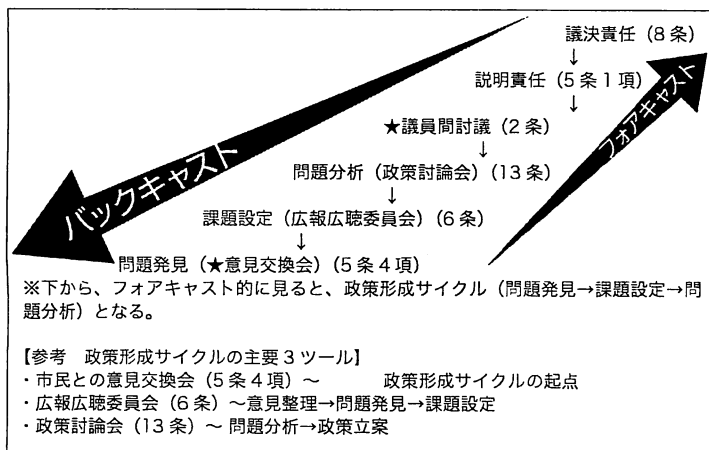 議決責任（8条）
↓
説明責任（5条1項）
↓
★議員間討議（2条）
↓
問題分析（政策討論会）（13条）
↓
課題設定（広報広聴委員会）（6条）
↓
問題発見（★意見交換会）（5条4項）
バックキャスト
フォアキャスト
※下から、フォアキャスト的に見ると、政策形成サイクル（問題発見→課題設定→問
題分析）となる。
【参考　政策形成サイクルの主要3ツール】
・市民との意見交換会（5条4項）～　　　政策形成サイクルの起点
・広報広聴委員会（6条）～意見整理→問題発見→課題設定
・政策討論会（13条）～ 問題分析→政策立案